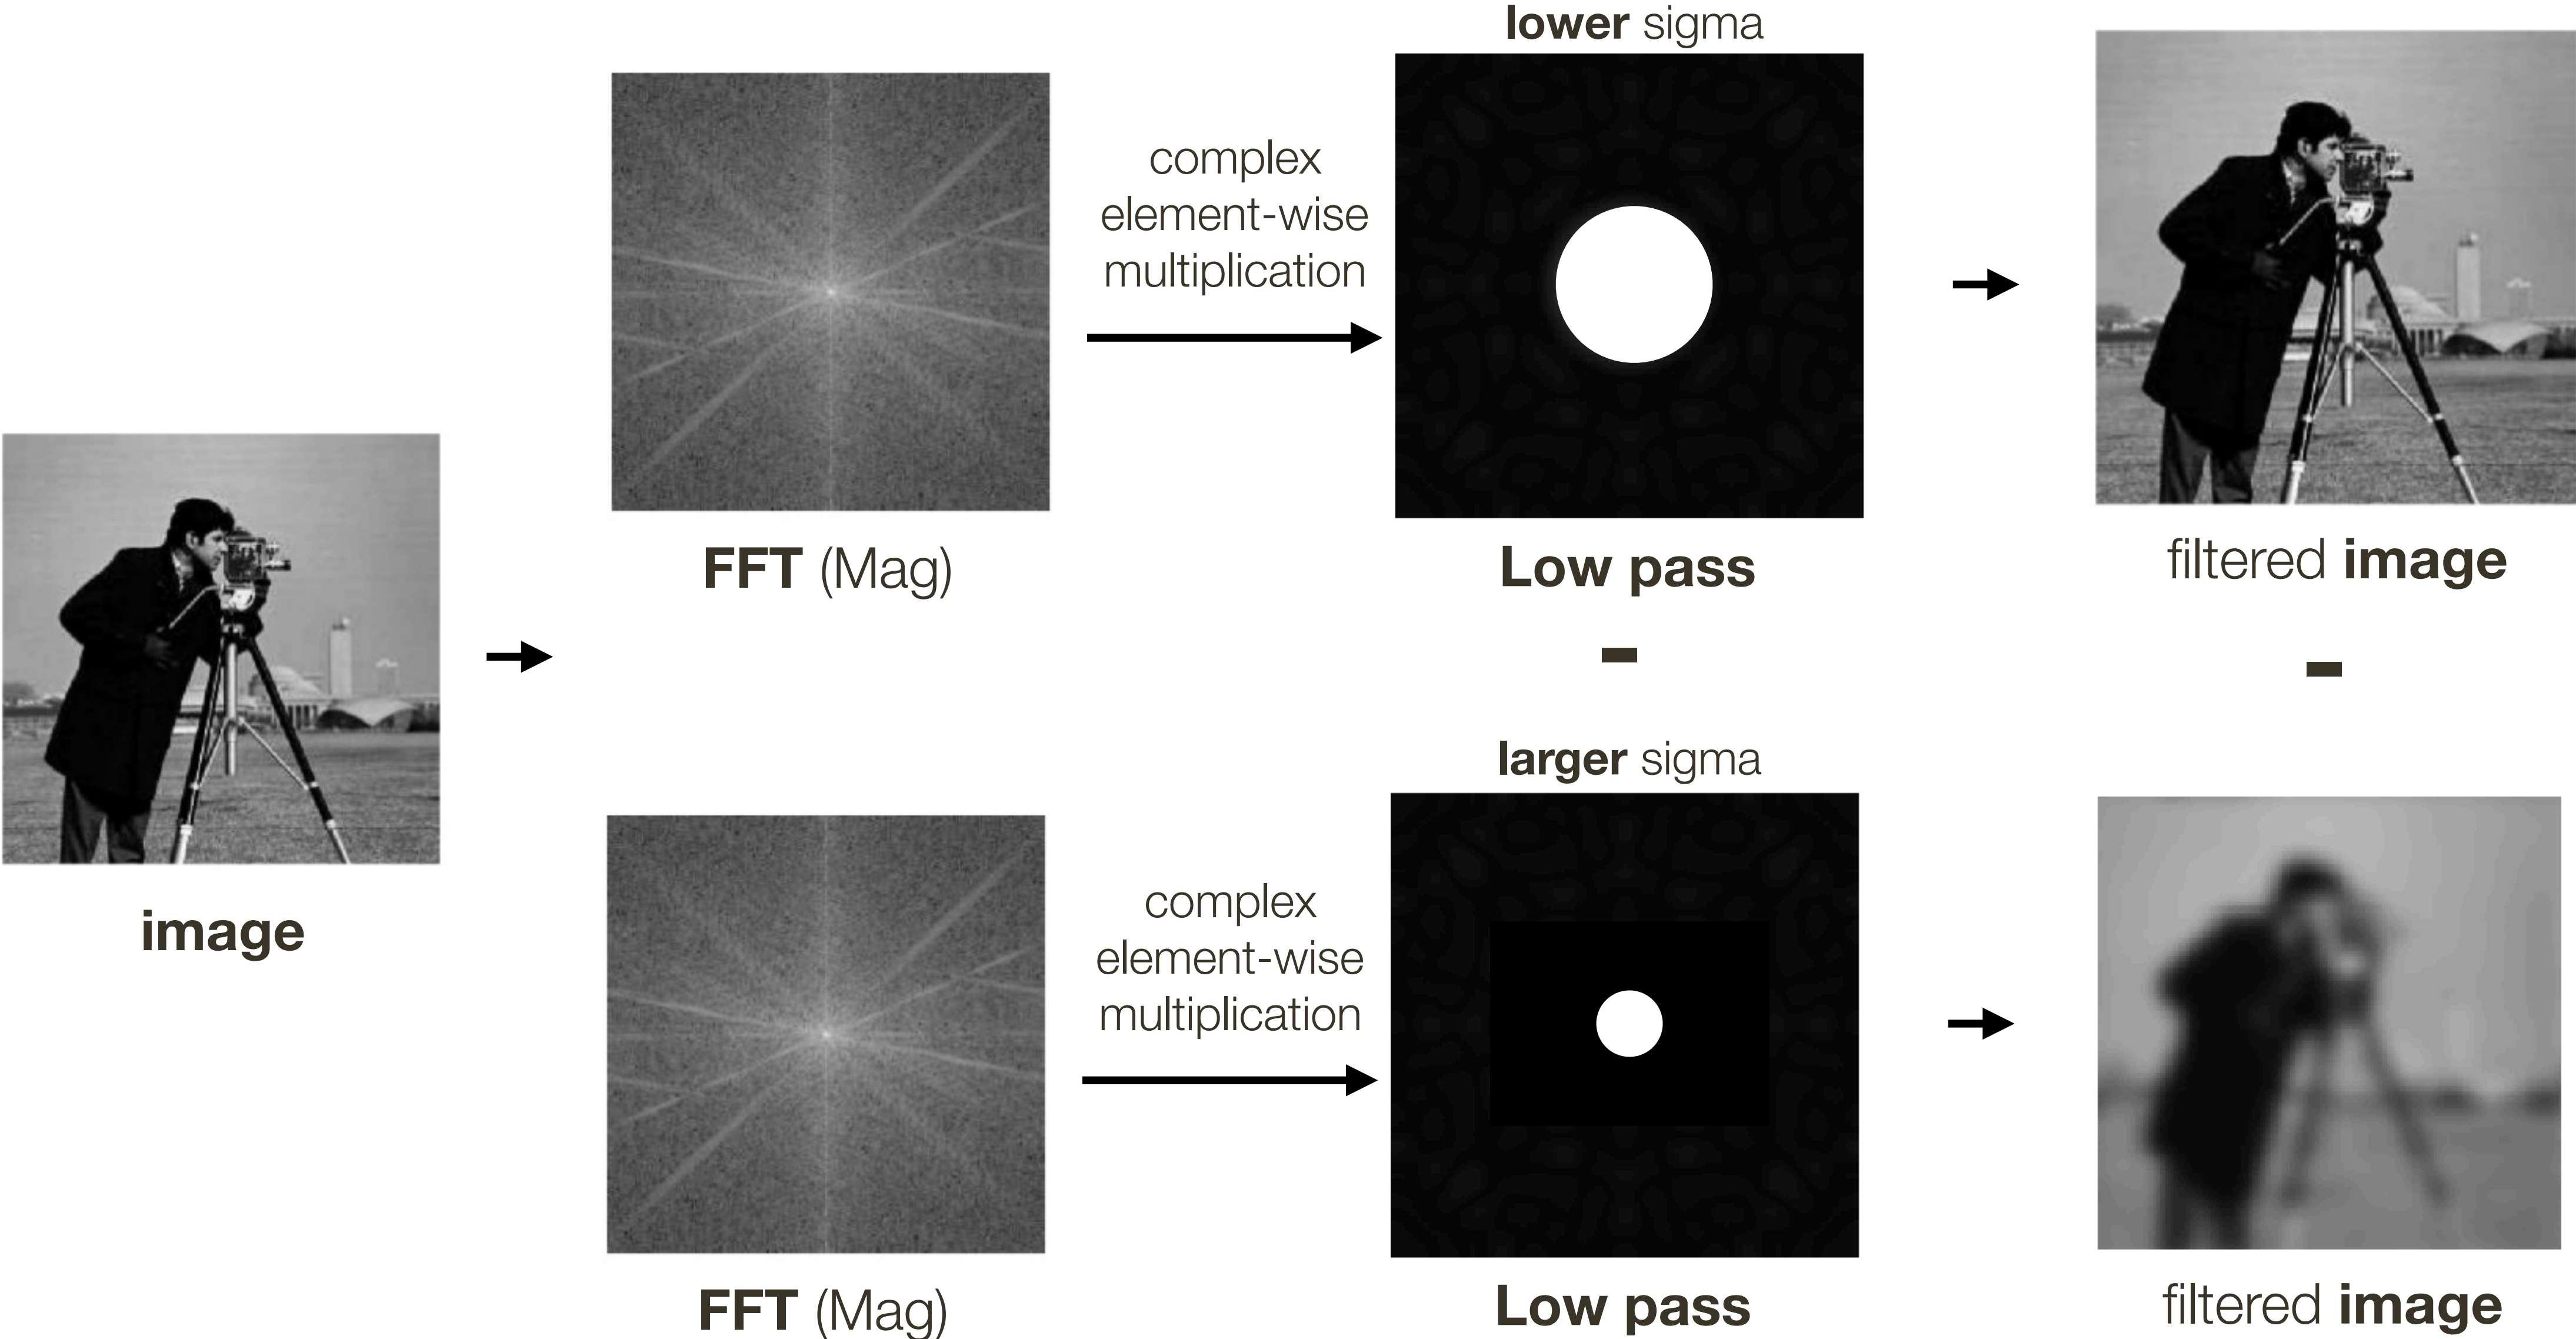 lower sigma
complex
element-wise
multiplication
FFT (Mag)
Low pass
filtered image
-
-
image
larger sigma
complex
element-wise
multiplication
FFT (Mag)
Low pass
filtered image